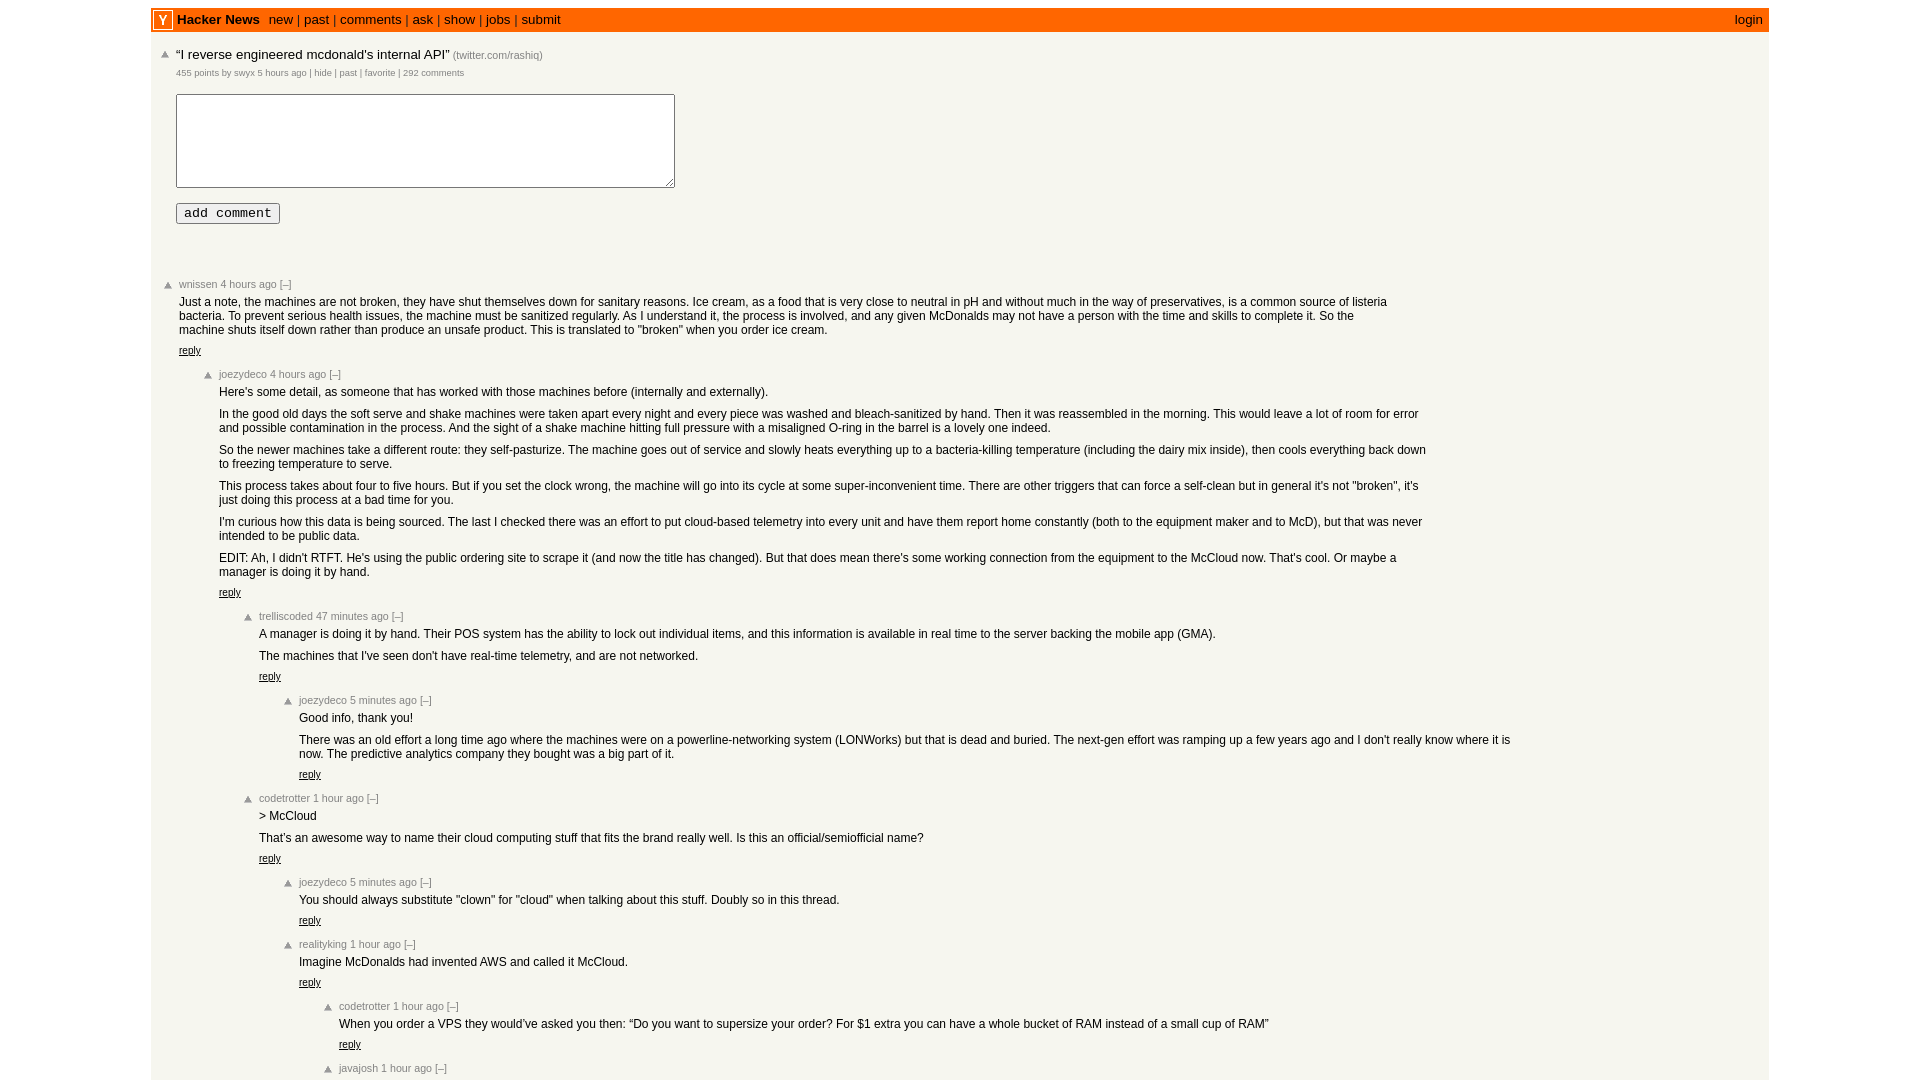 Y Hacker News new | past | comments | ask | show | jobs | submit login
“I reverse engineered mcdonald's internal API” (twitter.com/rashiq)
455 points by swyx 5 hours ago | hide | past | favorite | 292 comments
add comment
wnissen 4 hours ago [–]
Just a note, the machines are not broken, they have shut themselves down for sanitary reasons. Ice cream, as a food that is very close to neutral in pH and without much in the way of preservatives, is a common source of listeria
bacteria. To prevent serious health issues, the machine must be sanitized regularly. As I understand it, the process is involved, and any given McDonalds may not have a person with the time and skills to complete it. So the
machine shuts itself down rather than produce an unsafe product. This is translated to "broken" when you order ice cream.
reply
joezydeco 4 hours ago [–]
Here's some detail, as someone that has worked with those machines before (internally and externally).
In the good old days the soft serve and shake machines were taken apart every night and every piece was washed and bleach-sanitized by hand. Then it was reassembled in the morning. This would leave a lot of room for error
and possible contamination in the process. And the sight of a shake machine hitting full pressure with a misaligned O-ring in the barrel is a lovely one indeed.
So the newer machines take a different route: they self-pasturize. The machine goes out of service and slowly heats everything up to a bacteria-killing temperature (including the dairy mix inside), then cools everything back down
to freezing temperature to serve.
This process takes about four to five hours. But if you set the clock wrong, the machine will go into its cycle at some super-inconvenient time. There are other triggers that can force a self-clean but in general it's not "broken", it's
just doing this process at a bad time for you.
I'm curious how this data is being sourced. The last I checked there was an effort to put cloud-based telemetry into every unit and have them report home constantly (both to the equipment maker and to McD), but that was never
intended to be public data.
EDIT: Ah, I didn't RTFT. He's using the public ordering site to scrape it (and now the title has changed). But that does mean there's some working connection from the equipment to the McCloud now. That's cool. Or maybe a
manager is doing it by hand.
reply
trelliscoded 47 minutes ago [–]
A manager is doing it by hand. Their POS system has the ability to lock out individual items, and this information is available in real time to the server backing the mobile app (GMA).
The machines that I've seen don't have real-time telemetry, and are not networked.
reply
joezydeco 5 minutes ago [–]
Good info, thank you!
There was an old effort a long time ago where the machines were on a powerline-networking system (LONWorks) but that is dead and buried. The next-gen effort was ramping up a few years ago and I don't really know where it is
now. The predictive analytics company they bought was a big part of it.
reply
codetrotter 1 hour ago [–]
> McCloud
That’s an awesome way to name their cloud computing stuff that fits the brand really well. Is this an official/semiofficial name?
reply
joezydeco 5 minutes ago [–]
You should always substitute "clown" for "cloud" when talking about this stuff. Doubly so in this thread.
reply
realityking 1 hour ago [–]
Imagine McDonalds had invented AWS and called it McCloud.
reply
codetrotter 1 hour ago [–]
When you order a VPS they would’ve asked you then: “Do you want to supersize your order? For $1 extra you can have a whole bucket of RAM instead of a small cup of RAM”
reply
javajosh 1 hour ago [–]